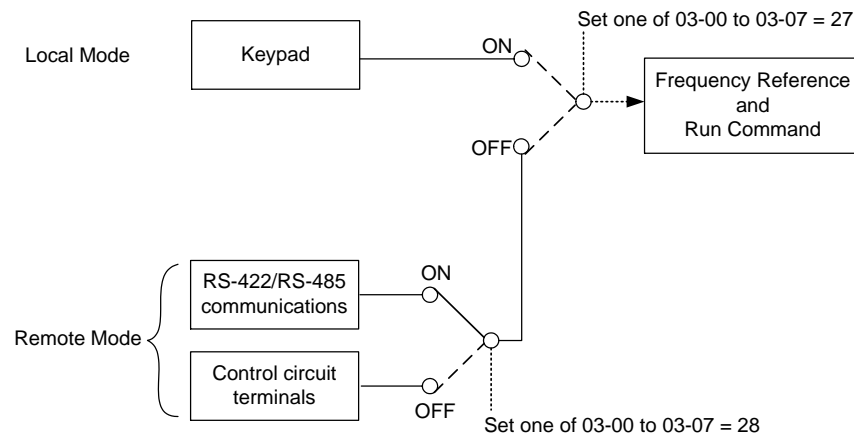 Set one of 03-00 to 03-07 = 27
Local Mode
Keypad
ON
Frequency Reference
and
Run Command
OFF
RS-422/RS-485
communications
ON
Remote Mode
Control circuit
terminals
OFF
Set one of 03-00 to 03-07 = 28